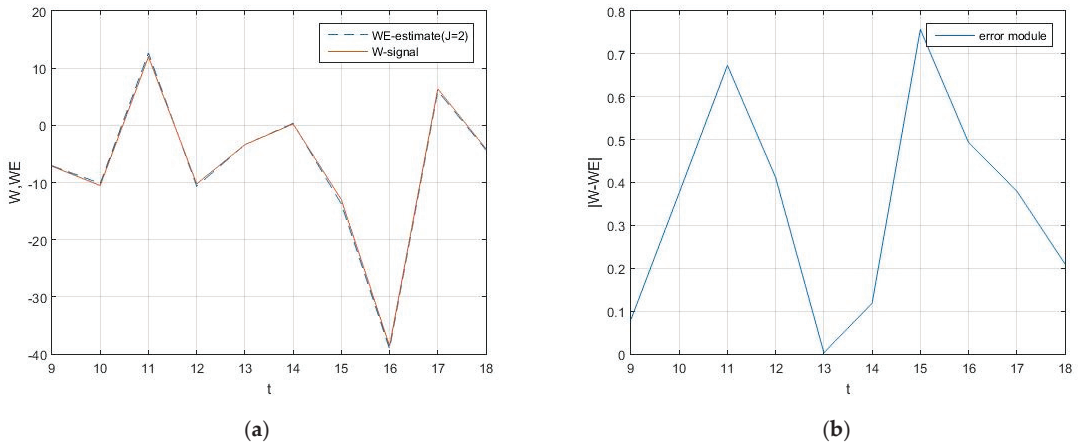 20
10
0
-10
-20
-30
-40
W,WE
WE-estimate(J=2)
W-signal
9 10 11 12 13 14 15 16 17 18
t
(a)
0.8
0.7
0.6
0.5
0.4
0.3
0.2
0.1
0
|W-WE|
error module
9 10 11 12 13 14 15 16 17 18
t
(b)